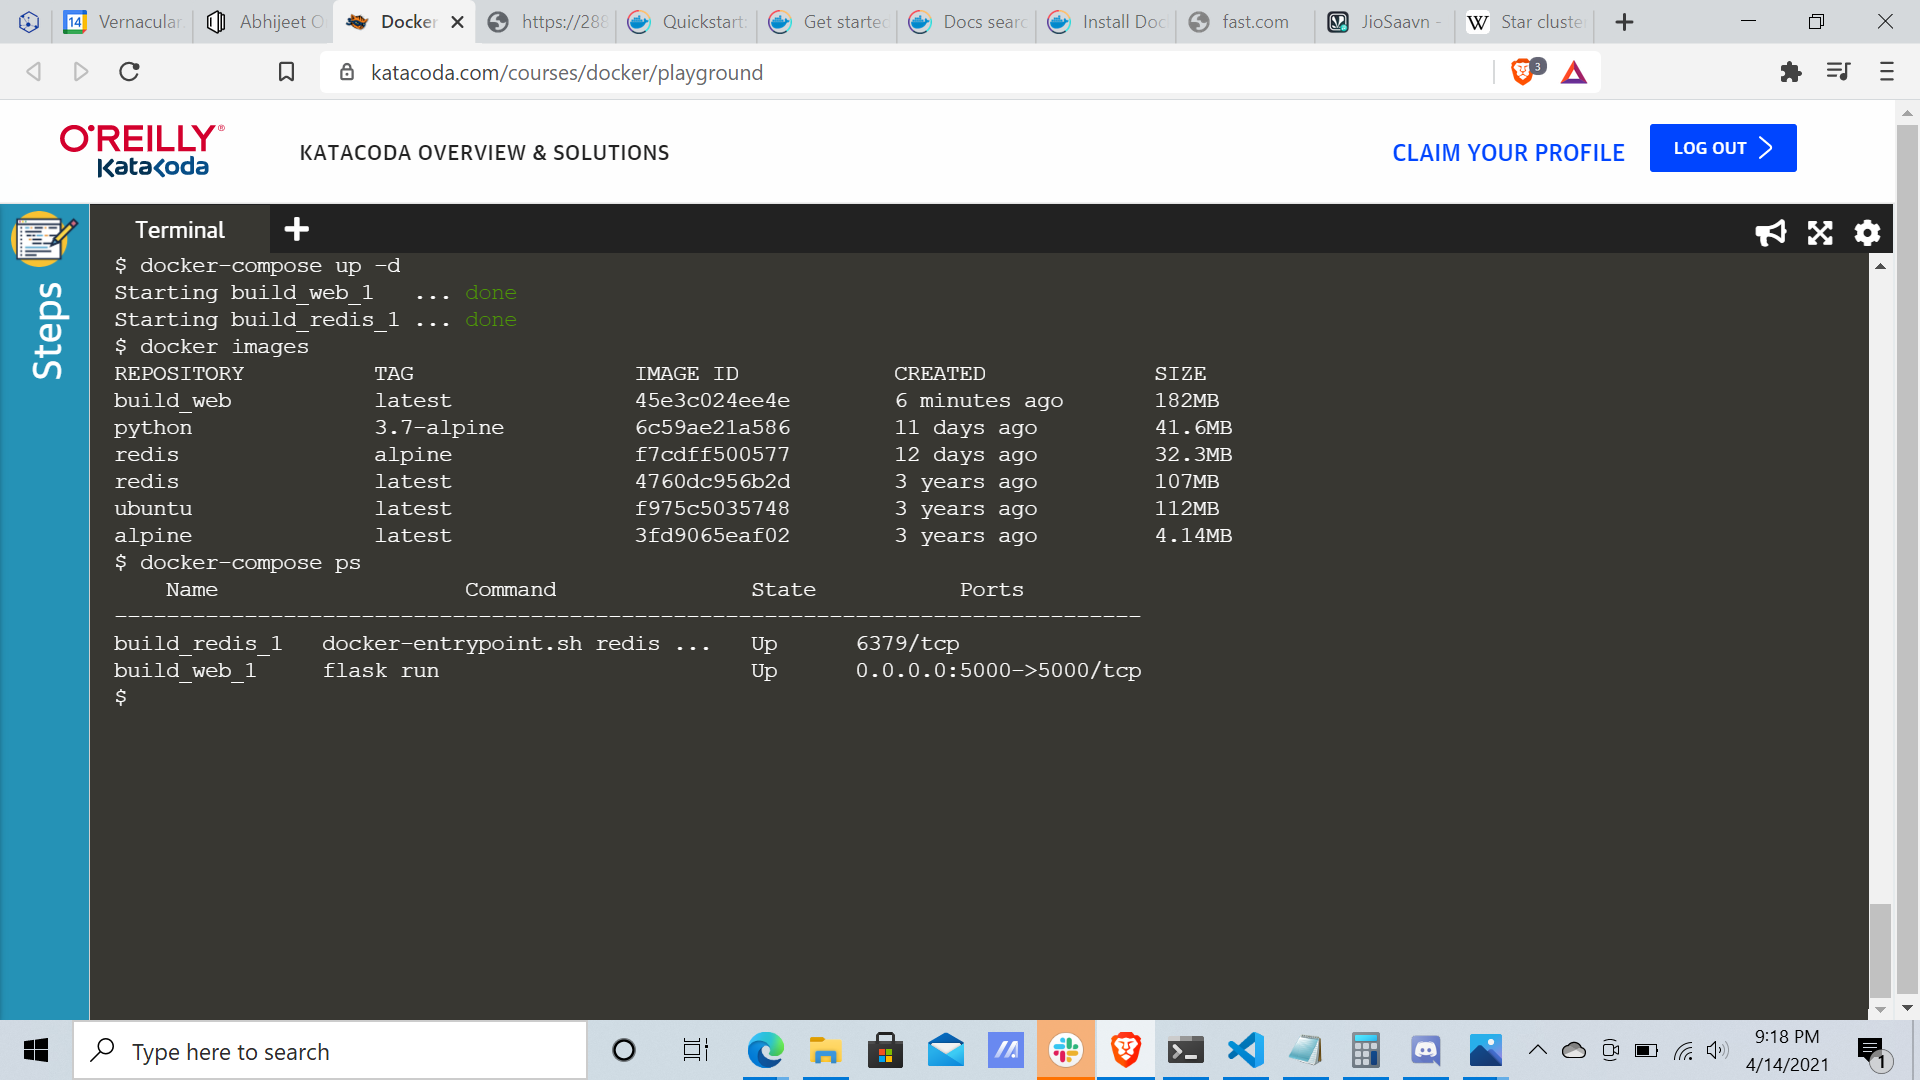 14 Vernacular
Abhijeet O
Docker
https://288
Quickstart:
Get started
Docs sear
Install Doc
fast.com
JioSaavn -
W Star cluste
katacoda.com/courses/docker/playground
3
O'REILLY®
Katacoda
KATACODA OVERVIEW & SOLUTIONS
CLAIM YOUR PROFILE
LOG OUT
Steps
Terminal
$ docker-compose up -d
Starting build_web_1   ... done
Starting build_redis_1 ... done
$ docker images
REPOSITORY          TAG                 IMAGE ID            CREATED             SIZE
build_web           latest              45e3c024ee4e        6 minutes ago       182MB
python              3.7-alpine          6c59ae21a586        11 days ago         41.6MB
redis               alpine              f7cdff500577        12 days ago         32.3MB
redis               latest              4760dc956b2d        3 years ago         107MB
ubuntu              latest              f975c5035748        3 years ago         112MB
alpine              latest              3fd9065eaf02        3 years ago         4.14MB
$ docker-compose ps
    Name                   Command               State           Ports
-------------------------------------------------------------------------------
build_redis_1   docker-entrypoint.sh redis ...   Up      6379/tcp
build_web_1     flask run                        Up      0.0.0.0:5000->5000/tcp
$
Type here to search
9:18 PM
4/14/2021
1